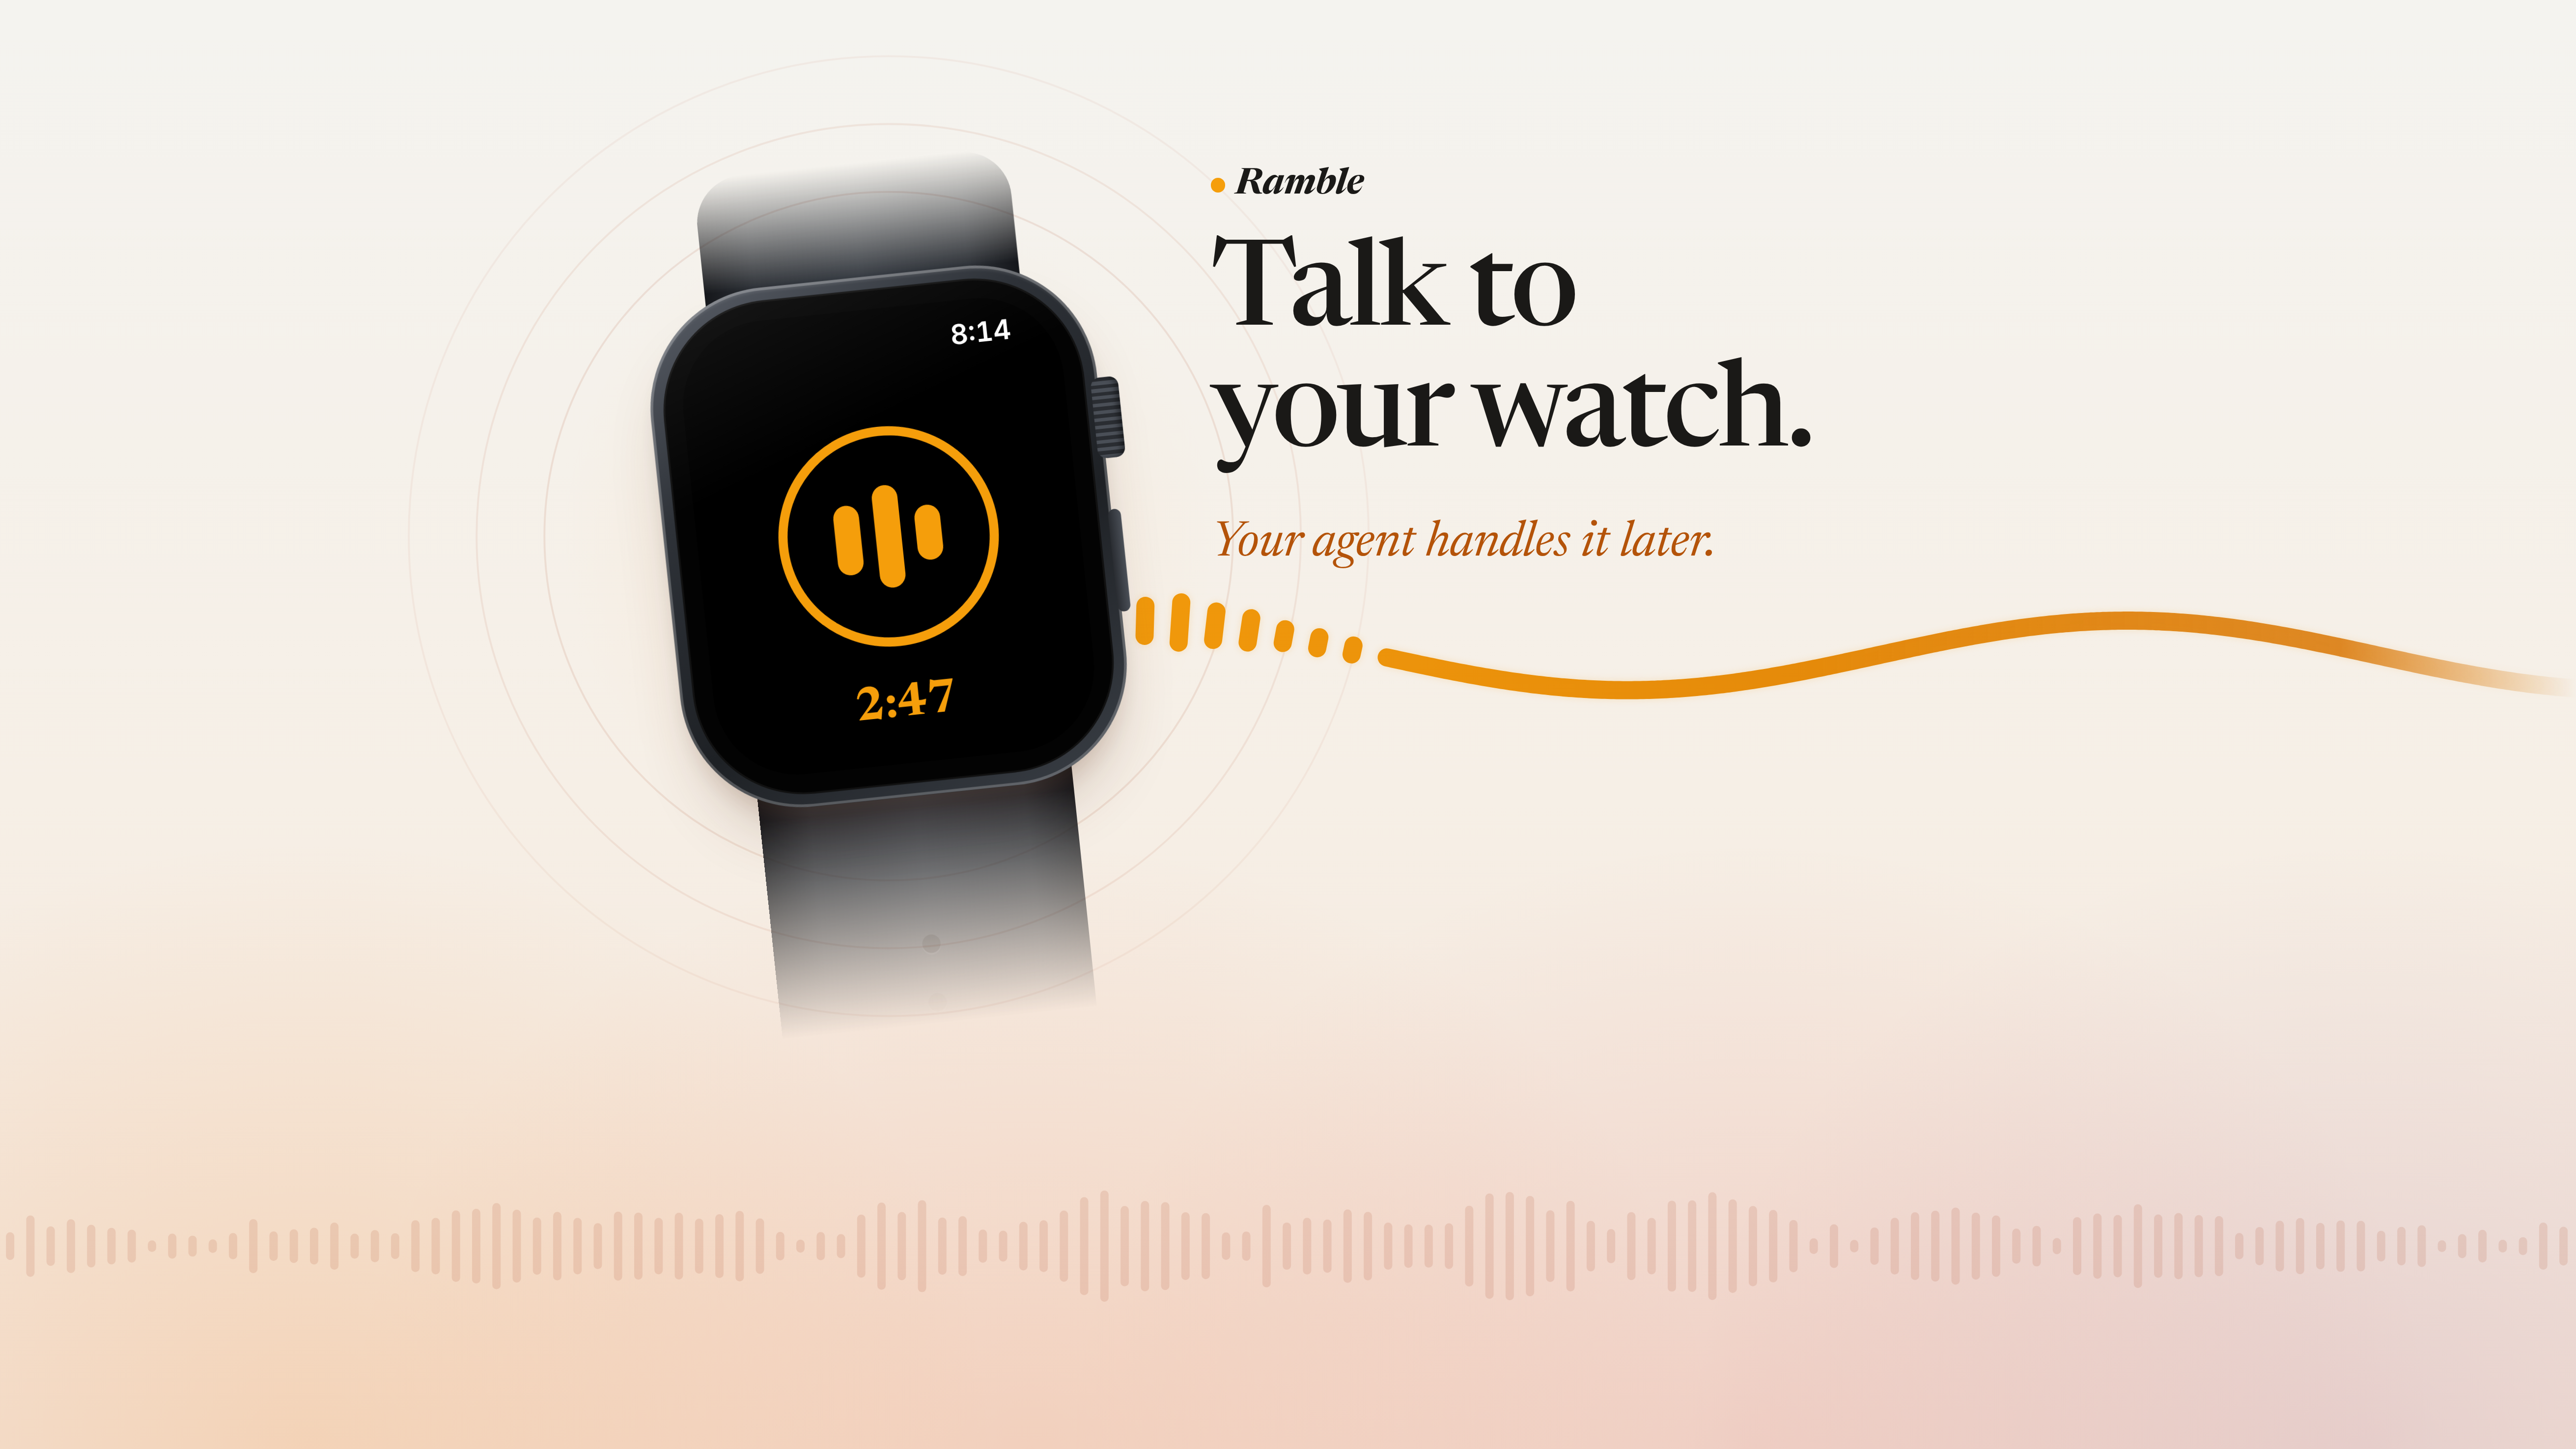 Ramble
Talk to
your watch.
Your agent handles it later.
8:14
2:47